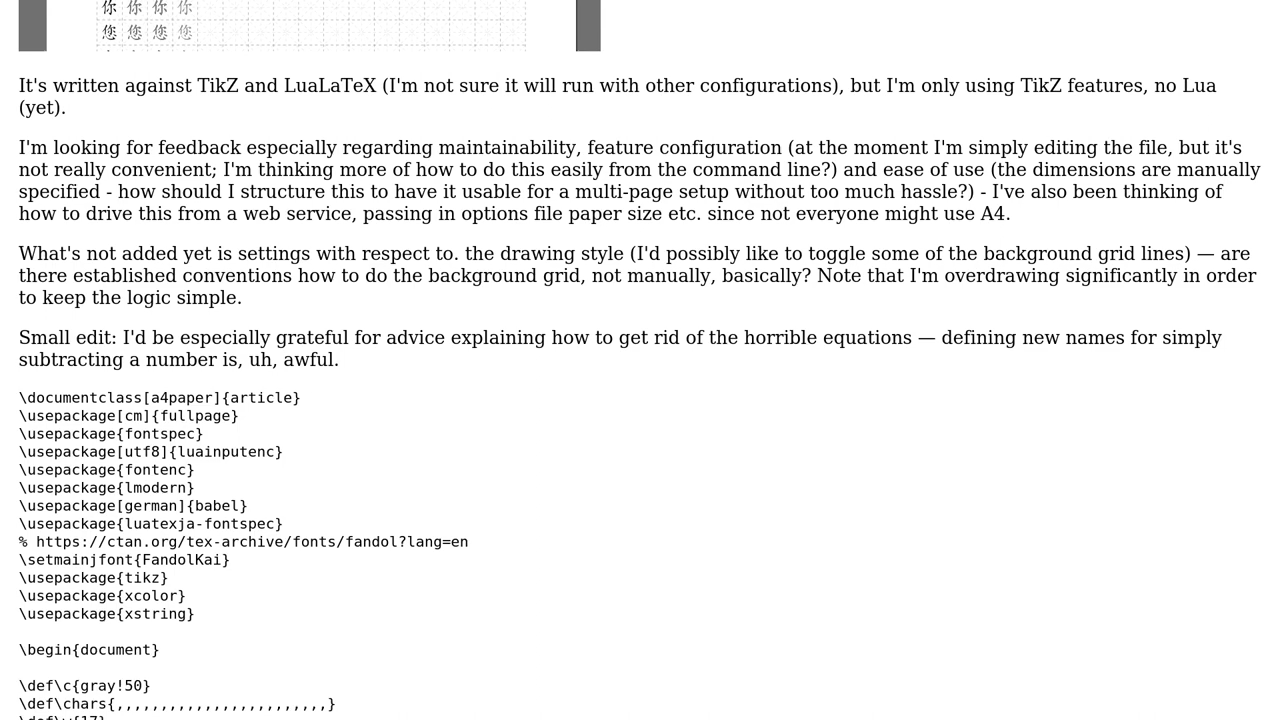 你 你 你 你
您 您 您 您
It's written against TikZ and LuaLaTeX (I'm not sure it will run with other configurations), but I'm only using TikZ features, no Lua
(yet).
I'm looking for feedback especially regarding maintainability, feature configuration (at the moment I'm simply editing the file, but it's
not really convenient; I'm thinking more of how to do this easily from the command line?) and ease of use (the dimensions are manually
specified - how should I structure this to have it usable for a multi-page setup without too much hassle?) - I've also been thinking of
how to drive this from a web service, passing in options file paper size etc. since not everyone might use A4.
What's not added yet is settings with respect to. the drawing style (I'd possibly like to toggle some of the background grid lines) — are
there established conventions how to do the background grid, not manually, basically? Note that I'm overdrawing significantly in order
to keep the logic simple.
Small edit: I'd be especially grateful for advice explaining how to get rid of the horrible equations — defining new names for simply
subtracting a number is, uh, awful.
\documentclass[a4paper]{article}
\usepackage[cm]{fullpage}
\usepackage{fontspec}
\usepackage[utf8]{luainputenc}
\usepackage{fontenc}
\usepackage{lmodern}
\usepackage[german]{babel}
\usepackage{luatexja-fontspec}
% https://ctan.org/tex-archive/fonts/fandol?lang=en
\setmainjfont{FandolKai}
\usepackage{tikz}
\usepackage{xcolor}
\usepackage{xstring}
\begin{document}
\def\c{gray!50}
\def\chars{,,,,,,,,,,,,,,,,,,,,,,,,}